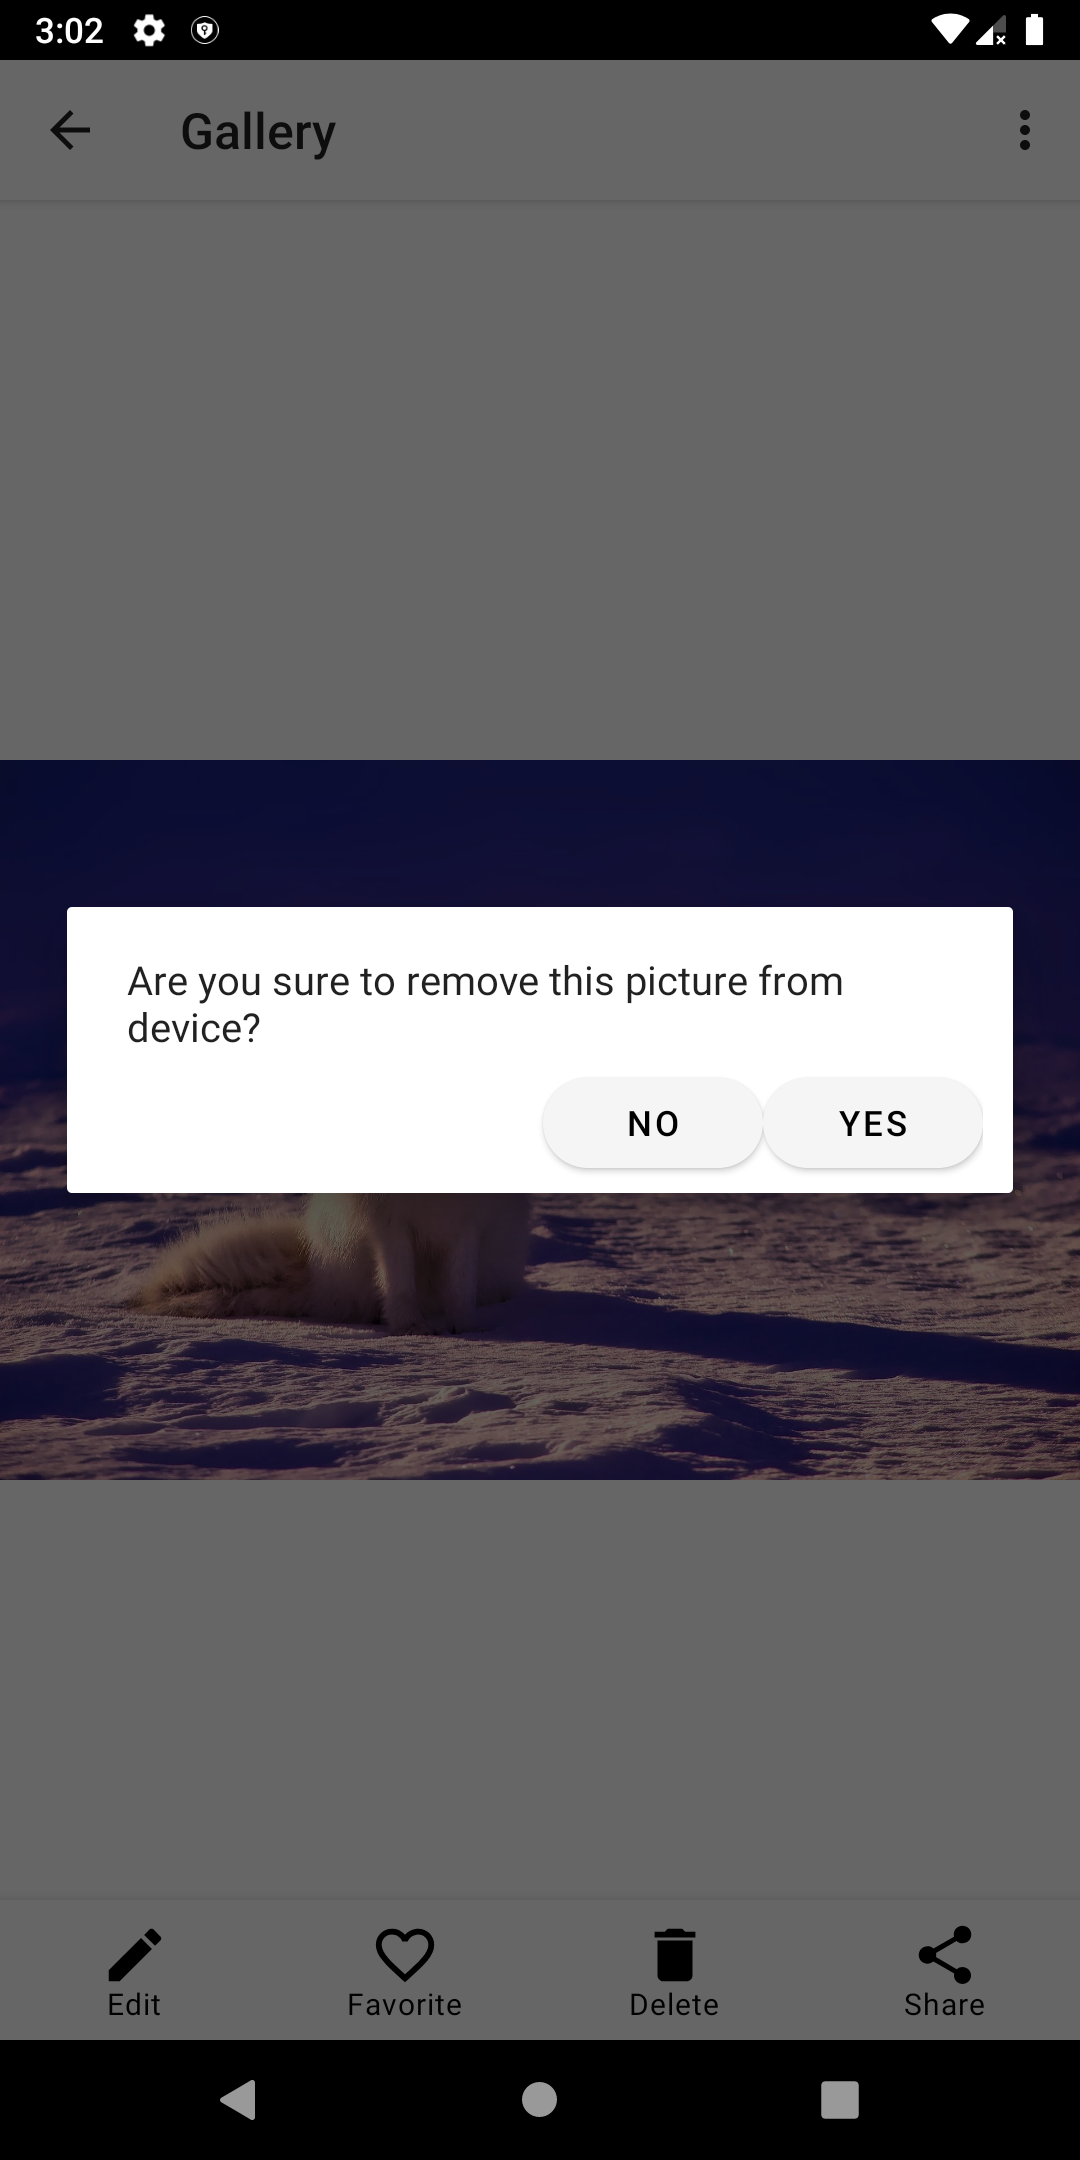 3:02
Gallery
Are you sure to remove this picture from
device?
NO YES
Edit Favorite Delete Share